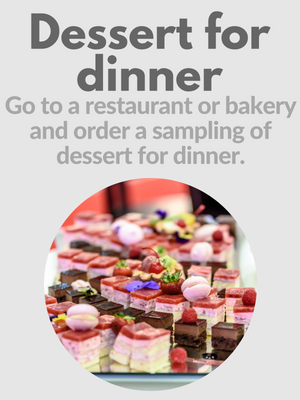 Dessert for
dinner
Go to a restaurant or bakery
and order a sampling of
dessert for dinner.